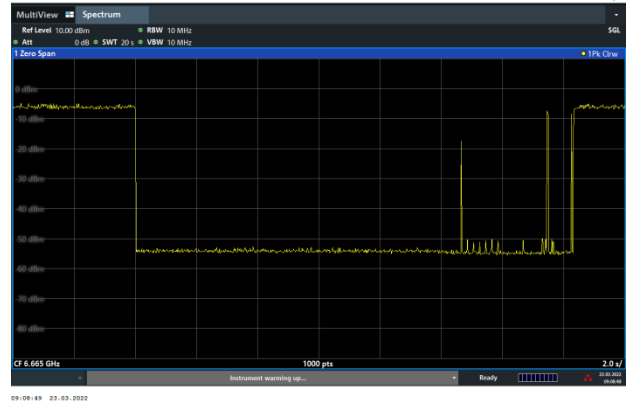 MultiView Spectrum
Ref Level 10.00 dBm RBW 10 MHz SGL
Att 0 dB SWT 20 s VBW 10 MHz
1 Zero Span 1Pk Clrw
0 dBm
-10 dBm
-20 dBm
-30 dBm
-40 dBm
-50 dBm
-60 dBm
-70 dBm
-80 dBm
CF 6.665 GHz 1000 pts 2.0 s/
Instrument warming up... Ready 23.03.2022
09:08:48
09:08:49 23.03.2022